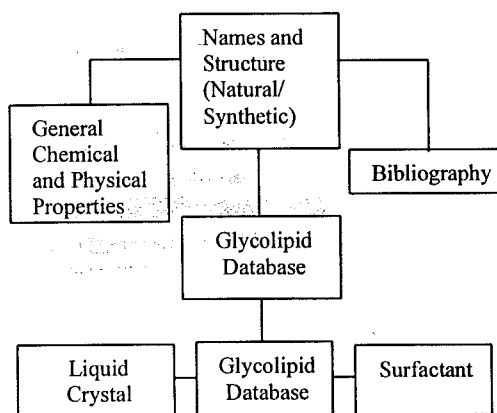 Names and
Structure
(Natural/
Synthetic)
General
Chemical
and Physical
Properties
Bibliography
Glycolipid
Database
Liquid
Crystal
Glycolipid
Database
Surfactant